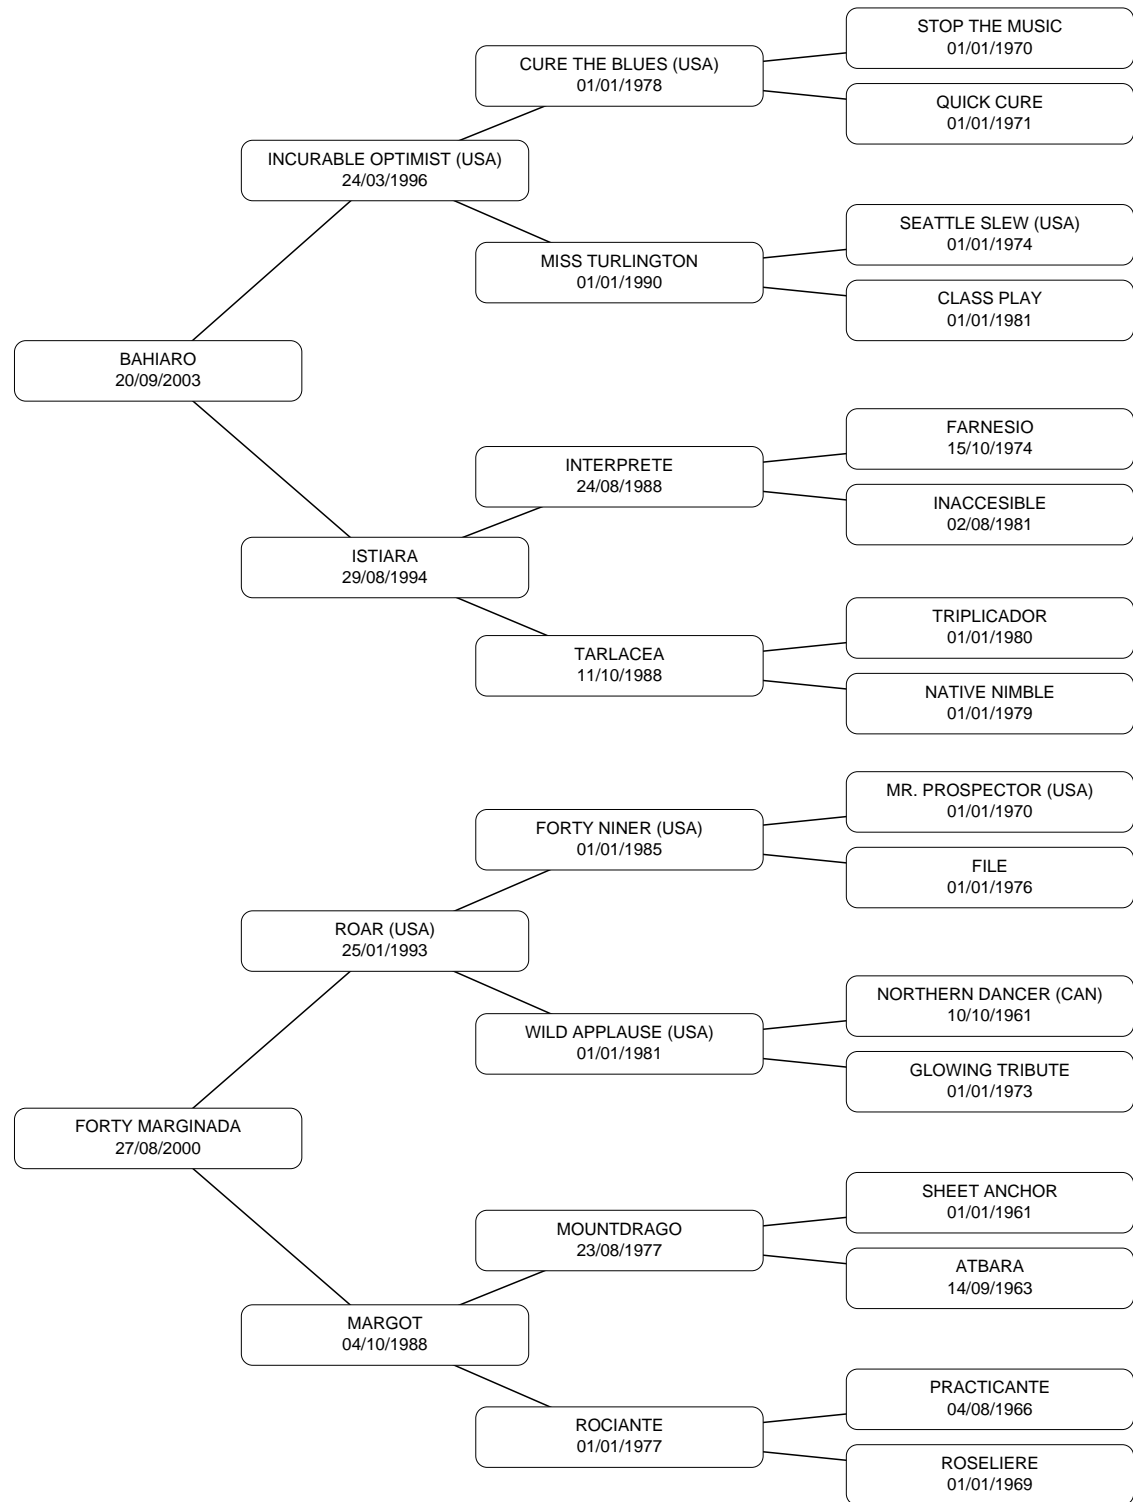 STOP THE MUSIC
01/01/1970
CURE THE BLUES (USA)
01/01/1978
QUICK CURE
01/01/1971
INCURABLE OPTIMIST (USA)
24/03/1996
SEATTLE SLEW (USA)
01/01/1974
MISS TURLINGTON
01/01/1990
CLASS PLAY
01/01/1981
BAHIARO
20/09/2003
FARNESIO
15/10/1974
INTERPRETE
24/08/1988
INACCESIBLE
02/08/1981
ISTIARA
29/08/1994
TRIPLICADOR
01/01/1980
TARLACEA
11/10/1988
NATIVE NIMBLE
01/01/1979
MR. PROSPECTOR (USA)
01/01/1970
FORTY NINER (USA)
01/01/1985
FILE
01/01/1976
ROAR (USA)
25/01/1993
NORTHERN DANCER (CAN)
10/10/1961
WILD APPLAUSE (USA)
01/01/1981
GLOWING TRIBUTE
01/01/1973
FORTY MARGINADA
27/08/2000
SHEET ANCHOR
01/01/1961
MOUNTDRAGO
23/08/1977
ATBARA
14/09/1963
MARGOT
04/10/1988
PRACTICANTE
04/08/1966
ROCIANTE
01/01/1977
ROSELIERE
01/01/1969